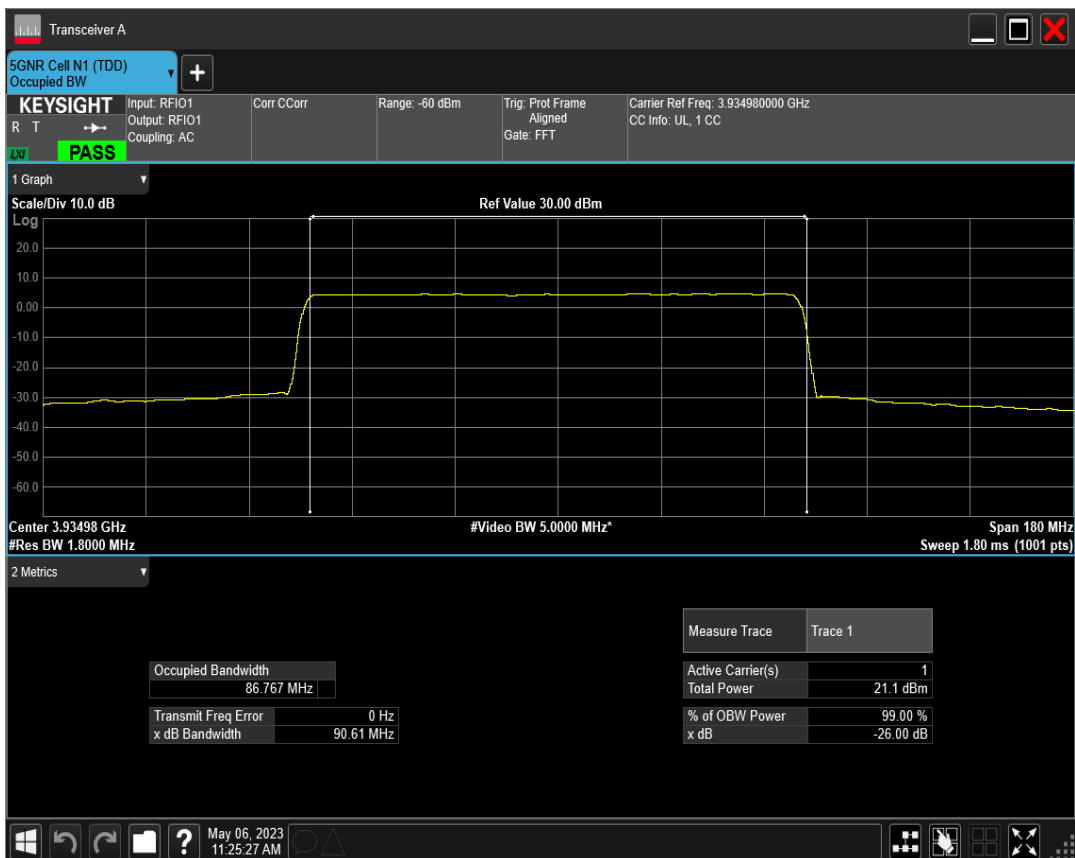 Transceiver A
5GNR Cell N1 (TDD)
Occupied BW
+
KEYSIGHT
R T
LXI PASS
Input: RFIO1
Output: RFIO1
Coupling: AC
Corr CCorr
Range: -60 dBm
Trig: Prot Frame
Aligned
Gate: FFT
Carrier Ref Freq: 3.934980000 GHz
CC Info: UL, 1 CC
1 Graph
Scale/Div 10.0 dB
Ref Value 30.00 dBm
Log
20.0
10.0
0.00
-10.0
-20.0
-30.0
-40.0
-50.0
-60.0
Center 3.93498 GHz
#Video BW 5.0000 MHz*
Span 180 MHz
#Res BW 1.8000 MHz
Sweep 1.80 ms (1001 pts)
2 Metrics
Measure Trace Trace 1
Occupied Bandwidth
86.767 MHz
Active Carrier(s) 1
Total Power 21.1 dBm
Transmit Freq Error 0 Hz
x dB Bandwidth 90.61 MHz
% of OBW Power 99.00 %
x dB -26.00 dB
?
May 06, 2023
11:25:27 AM